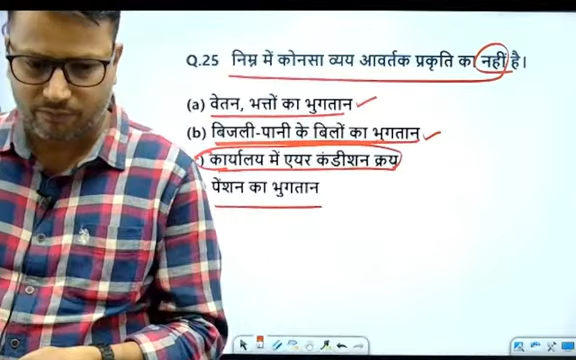 Q.25 निम्न में कोनसा व्यय आवर्तक प्रकृति का नहीं है।
(a) वेतन, भत्तों का भुगतान
(b) बिजली-पानी के बिलों का भुगतान
) कार्यालय में एयर कंडीशन क्रय
पेंशन का भुगतान